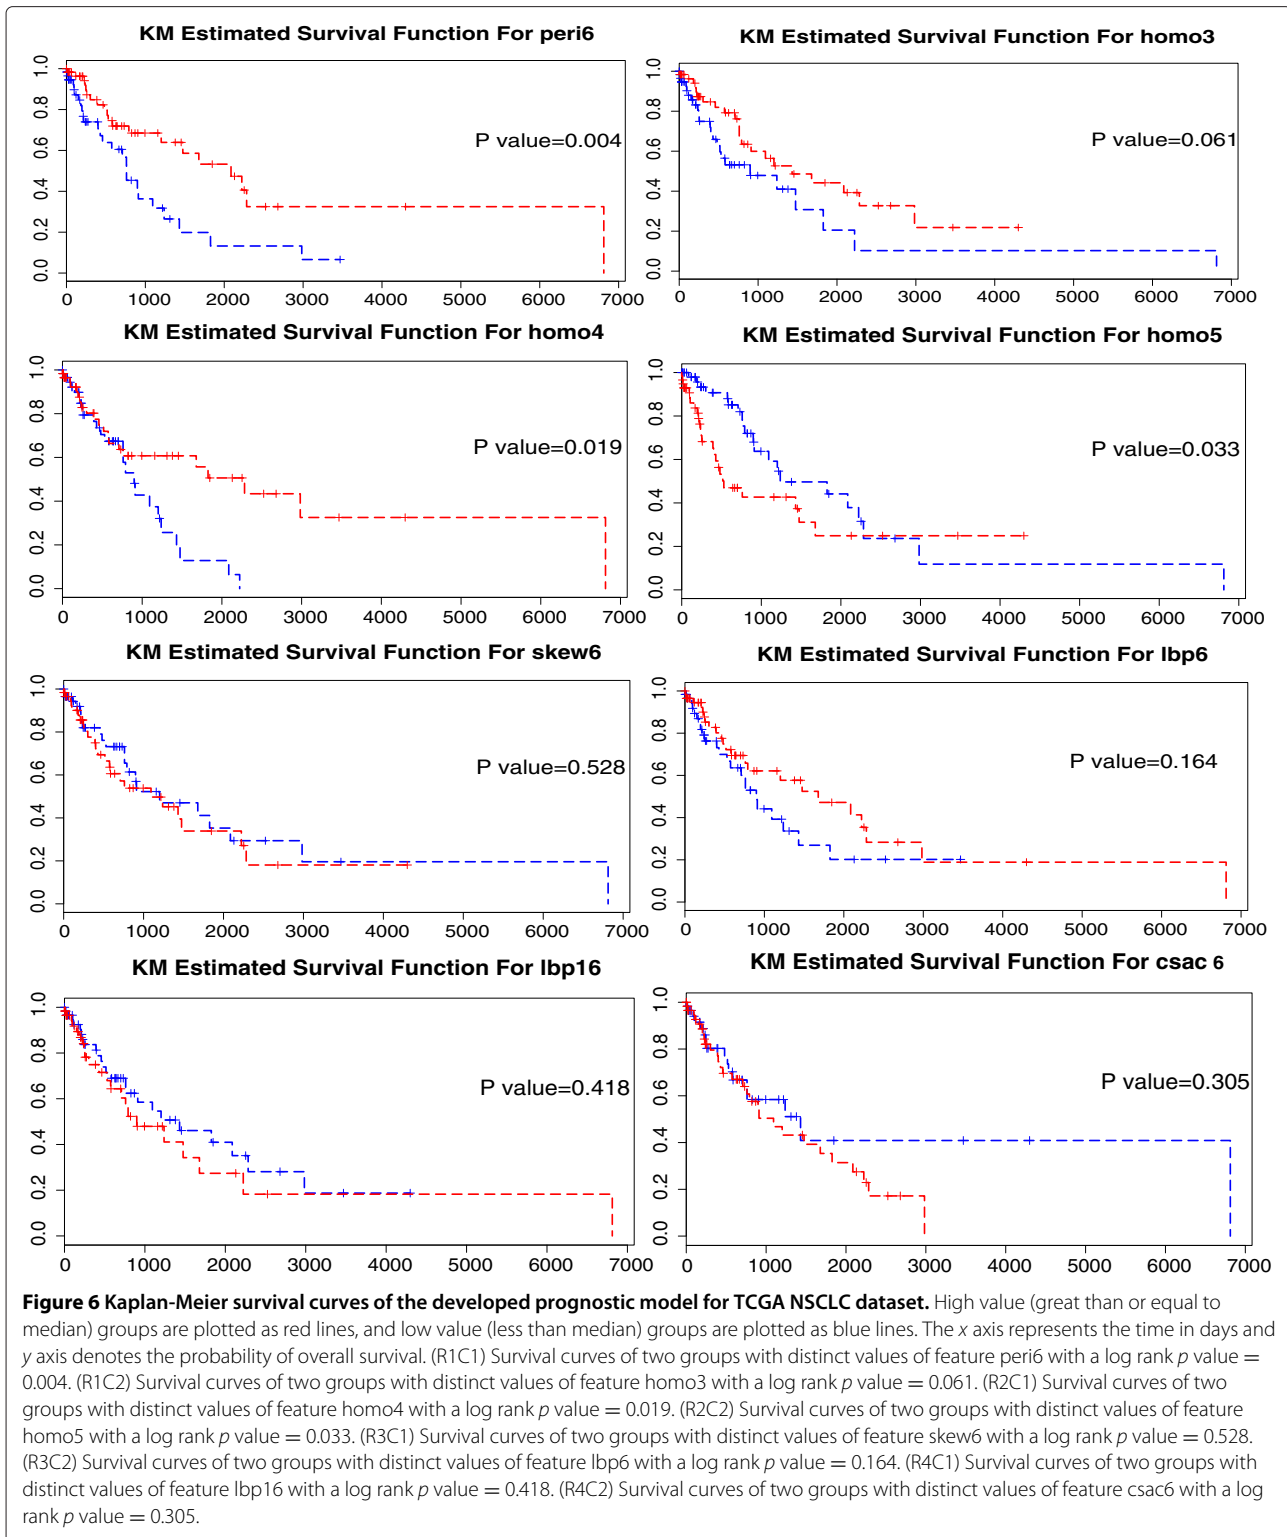 KM Estimated Survival Function For peri6
1.0
0.8
0.6
0.4
0.2
0.0
P value=0.004
0 1000 2000 3000 4000 5000 6000 7000
KM Estimated Survival Function For homo3
1.0
0.8
0.6
0.4
0.2
0.0
P value=0.061
0 1000 2000 3000 4000 5000 6000 7000
KM Estimated Survival Function For homo4
1.0
0.8
0.6
0.4
0.2
0.0
P value=0.019
0 1000 2000 3000 4000 5000 6000 7000
KM Estimated Survival Function For homo5
1.0
0.8
0.6
0.4
0.2
0.0
P value=0.033
0 1000 2000 3000 4000 5000 6000 7000
KM Estimated Survival Function For skew6
1.0
0.8
0.6
0.4
0.2
0.0
P value=0.528
0 1000 2000 3000 4000 5000 6000 7000
KM Estimated Survival Function For lbp6
1.0
0.8
0.6
0.4
0.2
0.0
P value=0.164
0 1000 2000 3000 4000 5000 6000 7000
KM Estimated Survival Function For lbp16
1.0
0.8
0.6
0.4
0.2
0.0
P value=0.418
0 1000 2000 3000 4000 5000 6000 7000
KM Estimated Survival Function For csac 6
1.0
0.8
0.6
0.4
0.2
0.0
P value=0.305
0 1000 2000 3000 4000 5000 6000 7000
Figure 6 Kaplan-Meier survival curves of the developed prognostic model for TCGA NSCLC dataset. High value (great than or equal to
median) groups are plotted as red lines, and low value (less than median) groups are plotted as blue lines. The x axis represents the time in days and
y axis denotes the probability of overall survival. (R1C1) Survival curves of two groups with distinct values of feature peri6 with a log rank p value =
0.004. (R1C2) Survival curves of two groups with distinct values of feature homo3 with a log rank p value = 0.061. (R2C1) Survival curves of two
groups with distinct values of feature homo4 with a log rank p value = 0.019. (R2C2) Survival curves of two groups with distinct values of feature
homo5 with a log rank p value = 0.033. (R3C1) Survival curves of two groups with distinct values of feature skew6 with a log rank p value = 0.528.
(R3C2) Survival curves of two groups with distinct values of feature lbp6 with a log rank p value = 0.164. (R4C1) Survival curves of two groups with
distinct values of feature lbp16 with a log rank p value = 0.418. (R4C2) Survival curves of two groups with distinct values of feature csac6 with a log
rank p value = 0.305.